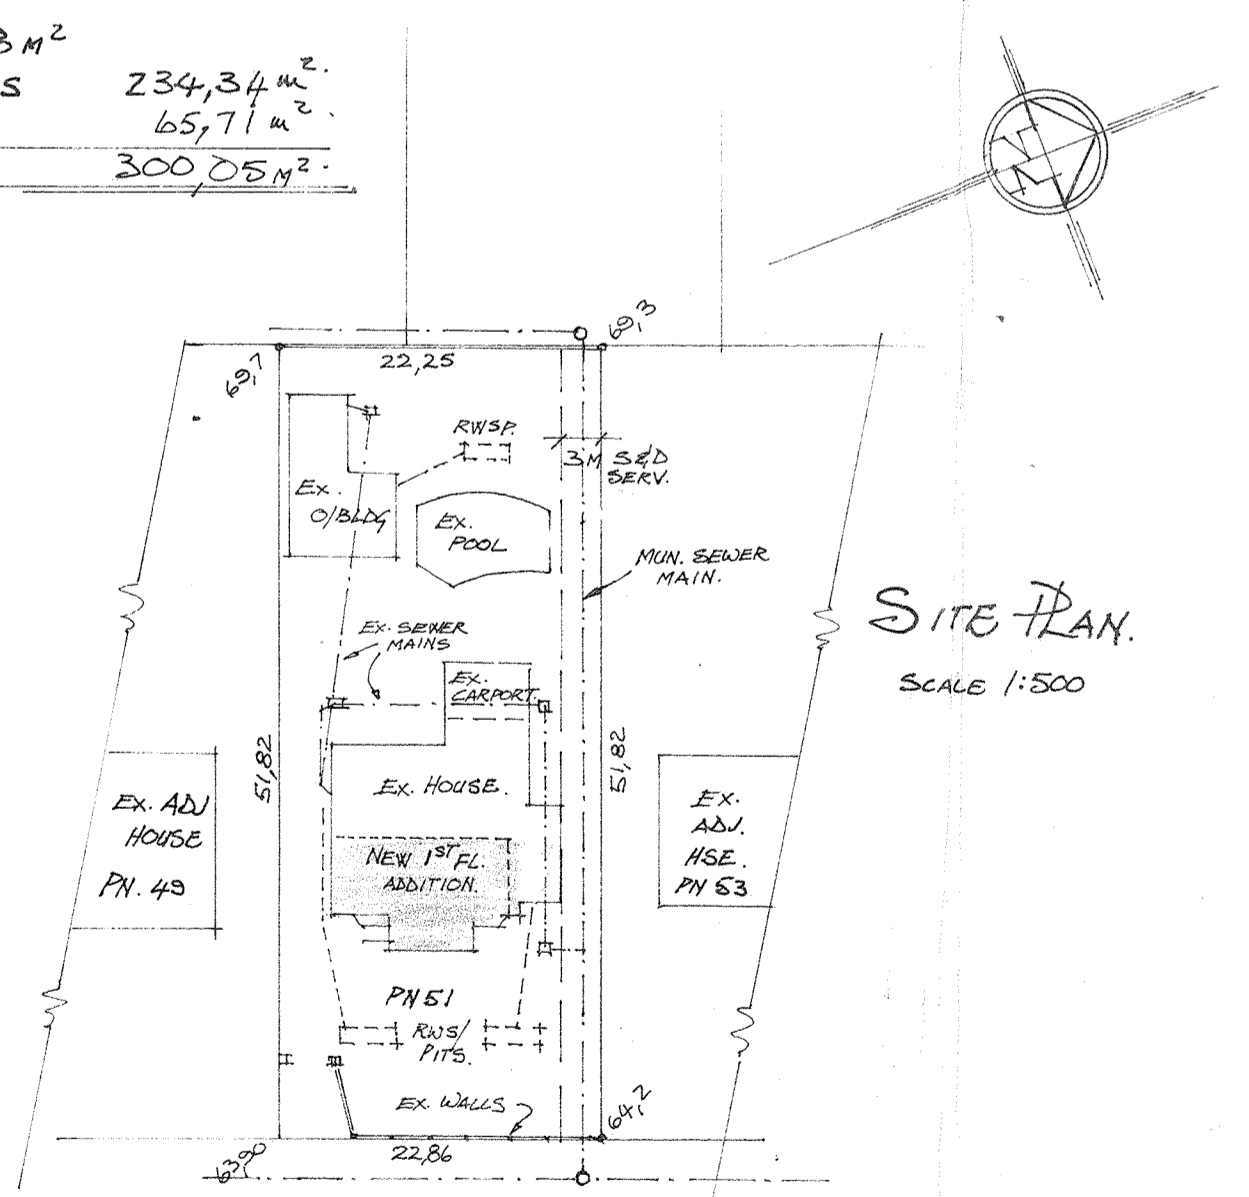 3 M²
S 234,34 m².
65,71 m².
300,05 M².
N
69,3
69,7
22,25
RWSP.
3M S&D
SERV.
Ex.
O/BLDG
Ex.
POOL
MUN. SEWER
MAIN.
SITE PLAN.
SCALE 1:500
EX. SEWER
MAINS
EX.
CARPORT.
51,82
51,82
EX. HOUSE.
EX. ADJ
HOUSE
PN. 49
EX.
ADJ.
HSE.
PN 53
NEW 1ST FL.
ADDITION.
PN 51
RWS/
PITS.
EX. WALLS
64,2
22,86
63,90